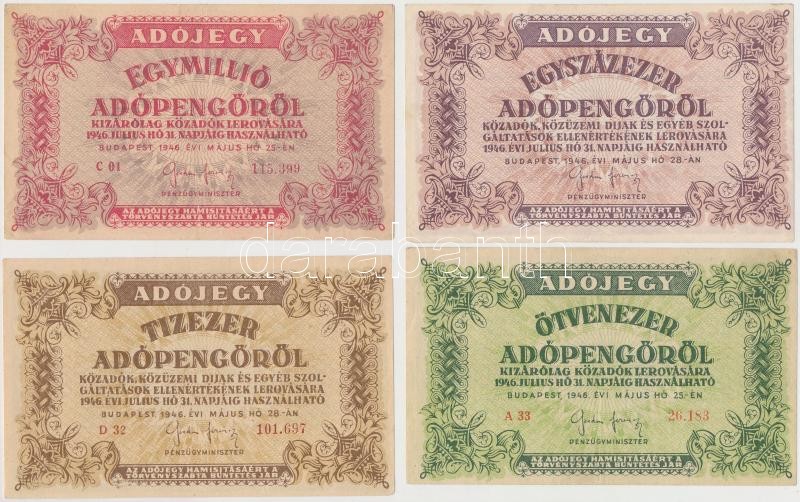 ADÓJEGY
EGYMILLIÓ
ADÓPENGŐRŐL
KIZÁRÓLAG KÖZADÓK LEROVÁSÁRA
1946. JULIUS HÓ 31. NAPJÁIG HASZNÁLHATÓ
BUDAPEST, 1946. ÉVI MÁJUS HÓ 25-ÉN
C 01
115.399
PÉNZÜGYMINISZTER
AZ ADÓJEGY HAMISITÁSÁÉRT A
TÖRVÉNYSZABTA BÜNTETÉS JÁR
ADÓJEGY
EGYSZÁZEZER
ADÓPENGŐRŐL
KÖZADÓK, KÖZÜZEMI DIJAK ÉS EGYÉB SZOL-
GÁLTATÁSOK ELLENÉRTÉKÉNEK LEROVÁSÁRA
1946. ÉVI JÚLIUS HÓ 31. NAPJÁIG HASZNÁLHATÓ
BUDAPEST, 1946. ÉVI MÁJUS HÓ 28-ÁN
PÉNZÜGYMINISZTER
AZ ADÓJEGY HAMISITÁSÁÉRT A
TÖRVÉNYSZABTA BÜNTETÉS JÁR
darabanth
ADÓJEGY
TIZEZER
ADÓPENGŐRŐL
KÖZADÓK, KÖZÜZEMI DIJAK ÉS EGYÉB SZOL-
GÁLTATÁSOK ELLENÉRTÉKÉNEK LEROVÁSÁRA
1946. ÉVI JÚLIUS HÓ 31. NAPJÁIG HASZNÁLHATÓ
BUDAPEST, 1946. ÉVI MÁJUS HÓ 28-ÁN
D 32
101.697
PÉNZÜGYMINISZTER
AZ ADÓJEGY HAMISITÁSÁÉRT A
TÖRVÉNYSZABTA BÜNTETÉS JÁR
ADÓJEGY
ÖTVENEZER
ADÓPENGŐRŐL
KIZÁRÓLAG KÖZADÓK LEROVÁSÁRA
1946. JULIUS HÓ 31. NAPJÁIG HASZNÁLHATÓ
BUDAPEST, 1946. ÉVI MÁJUS HÓ 25-ÉN
A 33
26.183
PÉNZÜGYMINISZTER
AZ ADÓJEGY HAMISITÁSÁÉRT A
TÖRVÉNYSZABTA BÜNTETÉS JÁR